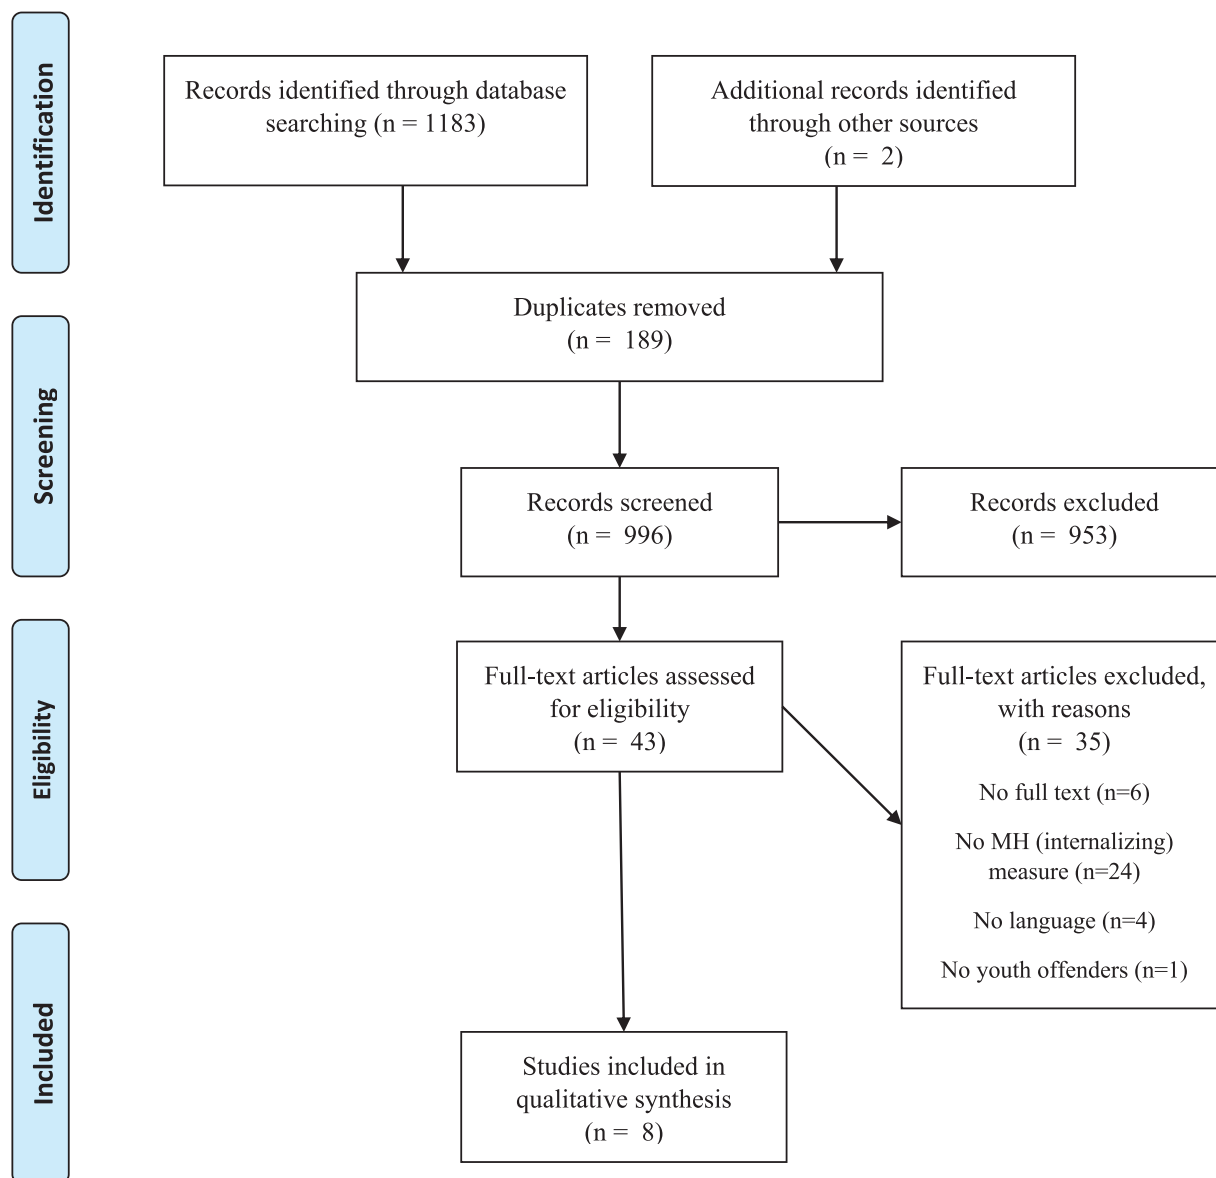 Identification
Records identified through database
searching (n = 1183)
Additional records identified
through other sources
(n = 2)
Duplicates removed
(n = 189)
Screening
Records screened
(n = 996)
Records excluded
(n = 953)
Eligibility
Full-text articles assessed
for eligibility
(n = 43)
Full-text articles excluded,
with reasons
(n = 35)
No full text (n=6)
No MH (internalizing)
measure (n=24)
No language (n=4)
No youth offenders (n=1)
Included
Studies included in
qualitative synthesis
(n = 8)